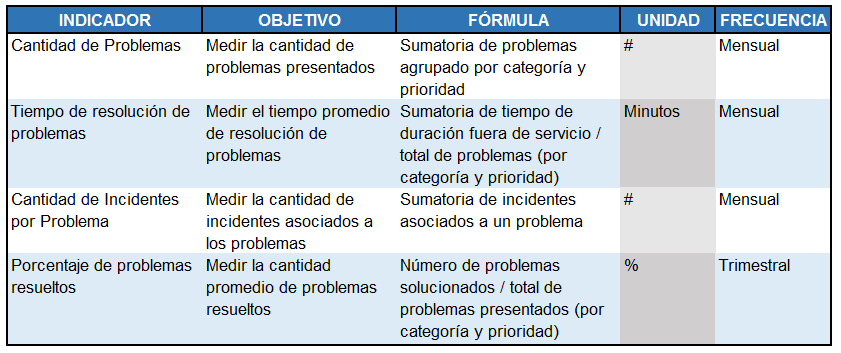 INDICADOR OBJETIVO FÓRMULA UNIDAD FRECUENCIA
Cantidad de Problemas
Medir la cantidad de
problemas presentados
Sumatoria de problemas
agrupado por categoría y
prioridad
#
Mensual
Tiempo de resolución de
problemas
Medir el tiempo promedio
de resolución de
problemas
Sumatoria de tiempo de
duración fuera de servicio /
total de problemas (por
categoría y prioridad)
Minutos
Mensual
Cantidad de Incidentes
por Problema
Medir la cantidad de
incidentes asociados a
los problemas
Sumatoria de incidentes
asociados a un problema
#
Mensual
Porcentaje de problemas
resueltos
Medir la cantidad
promedio de problemas
resueltos
Número de problemas
solucionados / total de
problemas presentados (por
categoría y prioridad)
%
Trimestral